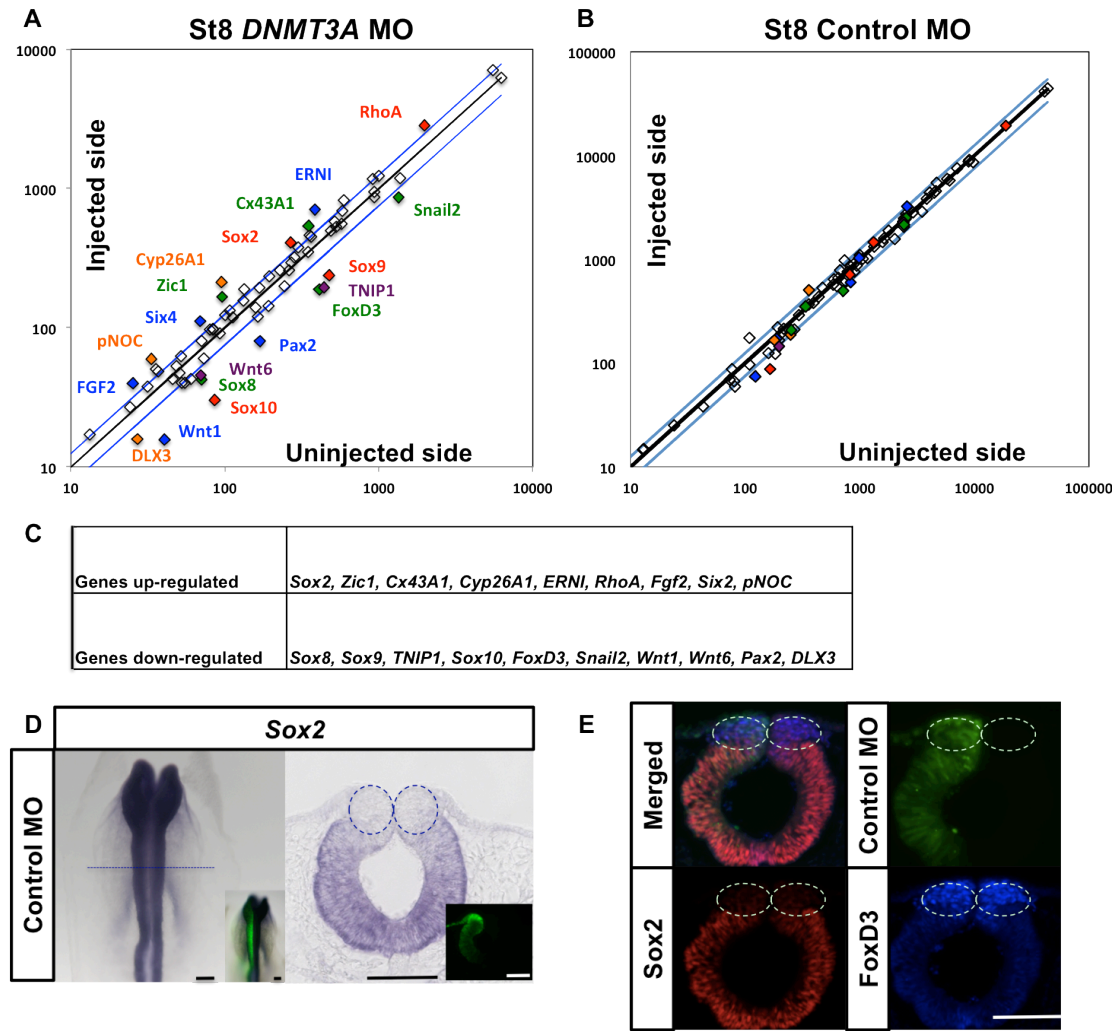 A
St8 DNMT3A MO
10000
1000
100
10
10
100
1000
10000
Injected side
Uninjected side
RhoA
ERNI
Cx43A1
Snail2
Sox2
Cyp26A1
Sox9
Zic1
TNIP1
FoxD3
Six4
Pax2
pNOC
Wnt6
FGF2
Sox8
Sox10
Wnt1
DLX3
B
St8 Control MO
100000
10000
1000
100
10
10
100
1000
10000
100000
Injected side
Uninjected side
C
Genes up-regulated
Sox2, Zic1, Cx43A1, Cyp26A1, ERNI, RhoA, Fgf2, Six2, pNOC
Genes down-regulated
Sox8, Sox9, TNIP1, Sox10, FoxD3, Snail2, Wnt1, Wnt6, Pax2, DLX3
D
Sox2
Control MO
E
Merged
Control MO
Sox2
FoxD3